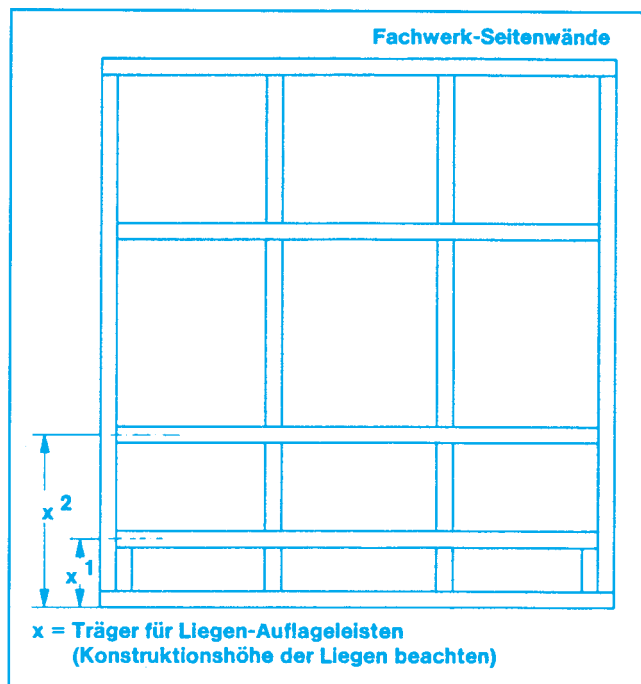 Fachwerk-Seitenwände
x 2
x 1
x = Träger für Liegen-Auflageleisten
(Konstruktionshöhe der Liegen beachten)